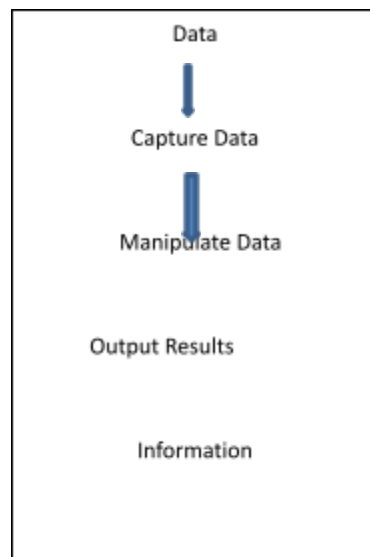 Data
Capture Data
Manipulate Data
Output Results
Information